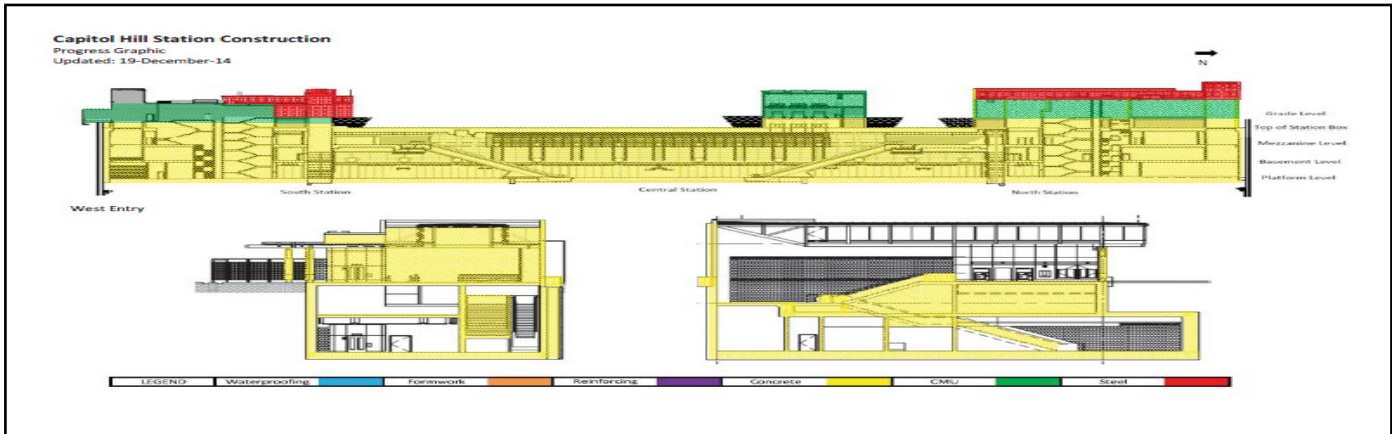 Capitol Hill Station Construction
Progress Graphic
Updated: 19-December-14
N
Grade Level
Top of Station Box
Mezzanine Level
Basement Level
Platform Level
South Station
Central Station
North Station
West Entry
LEGEND Waterproofing Formwork Reinforcing Concrete CMU Steel